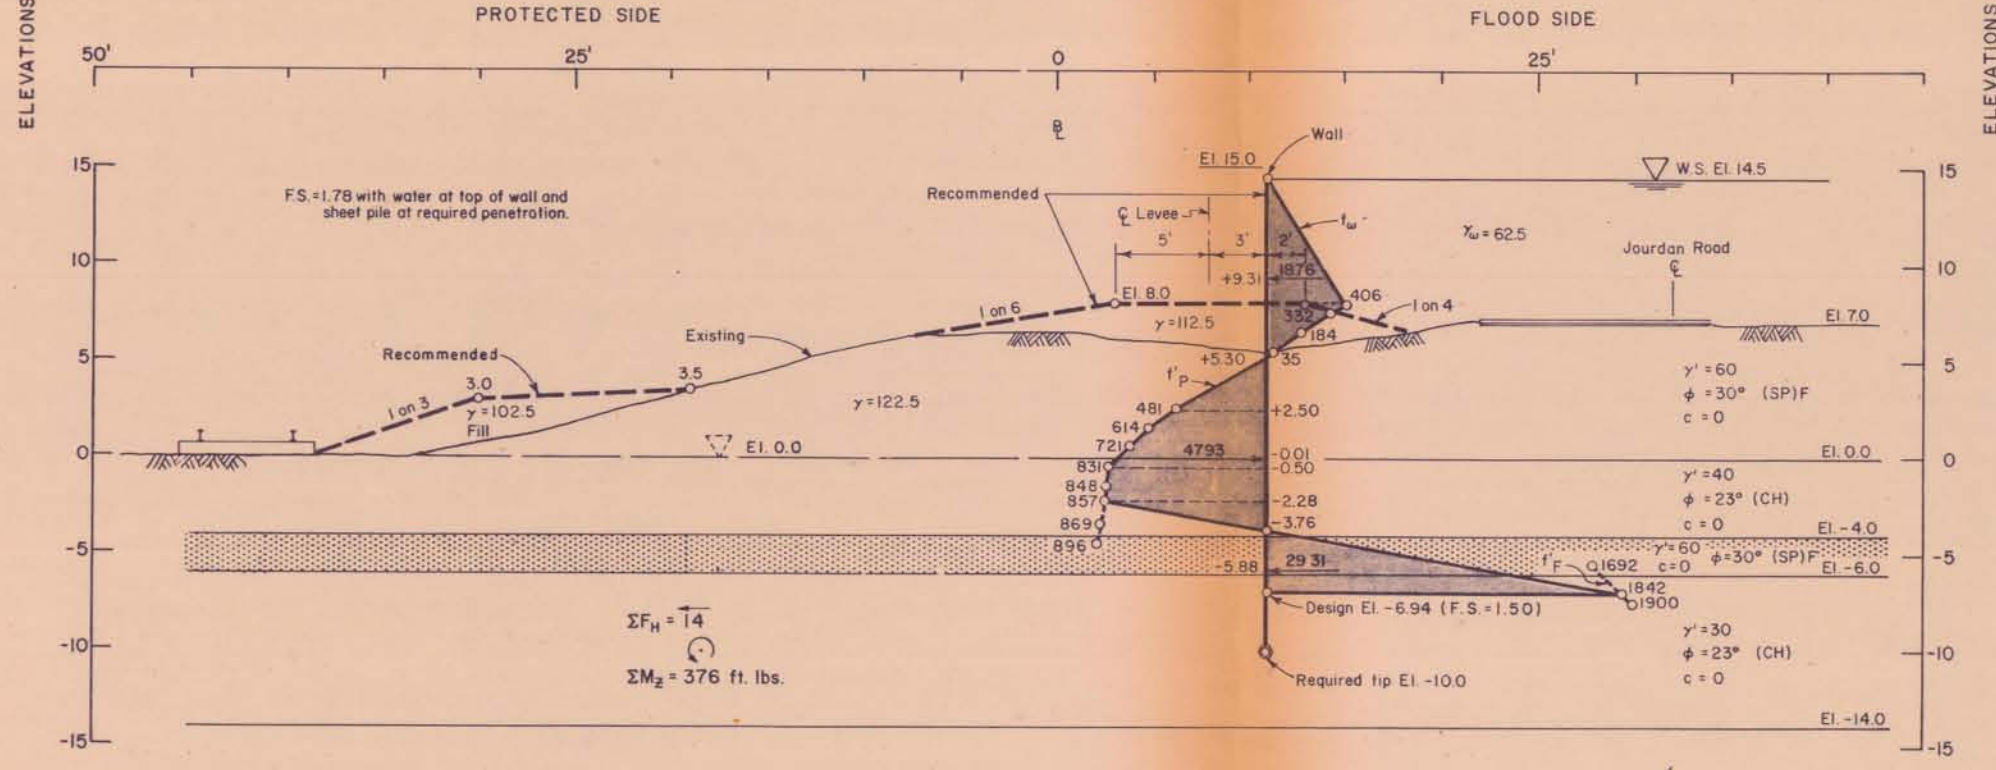 PROTECTED SIDE
FLOOD SIDE
ELEVATIONS
ELEVATIONS
50'
25'
0
25'
B̵L
Wall
15
El. 15.0
W.S. El. 14.5
15
F.S.=1.78 with water at top of wall and
sheet pile at required penetration.
Recommended
℄ Levee
fω
γω = 62.5
5'
3'
2'
Jourdan Road
℄
10
+9.31
1876
10
El. 8.0
406
1 on 4
1 on 6
γ=112.5
332
El. 7.0
Existing
184
Recommended
+5.30
35
5
5
3.0
3.5
f'P
γ'=60
φ =30° (SP)F
c =0
1 on 3
γ=102.5
Fill
γ=122.5
481
+2.50
614
721
4793
0
El. 0.0
-0.01
El. 0.0
0
831
-0.50
848
γ'=40
φ =23° (CH)
c =0
857
-2.28
869
-3.76
El. -4.0
896
-5
γ'=60
φ=30° (SP)F
c=0
-5
-5.88
2931
f'F
1692
El. -6.0
1842
1900
Design El. -6.94 (F.S.=1.50)
ΣFH = 14
ΣMZ = 376 ft. lbs.
γ'=30
φ =23° (CH)
c =0
-10
-10
Required tip El. -10.0
El. -14.0
-15
-15